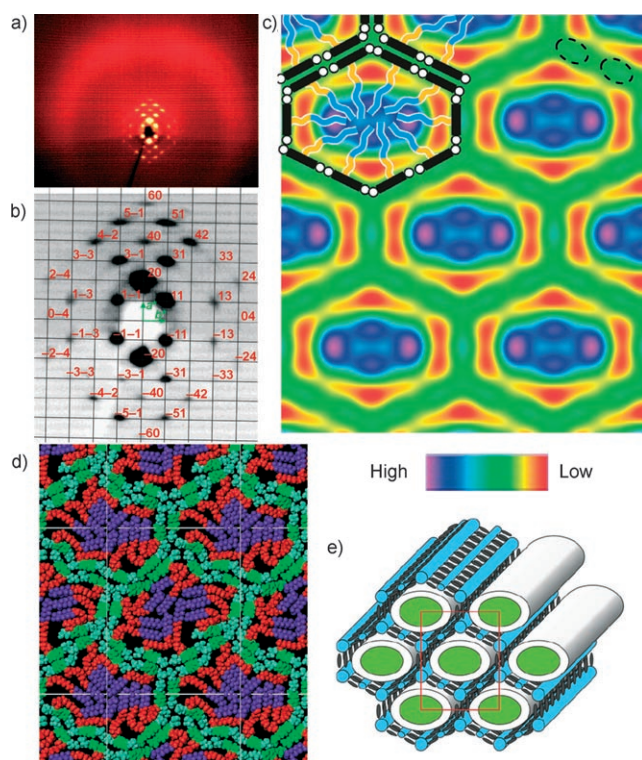 a)
b)
60
5–1 51
4–2 40 42
3–3 3–1 31 33
2–4 20 24
1–3 11 13
0–4 04
–1–3 –1–1 –11 –13
–2–4 –20 –24
–3–3 –3–1 –31 –33
–4–2 –40 –42
–5–1 –51
–60
c)
High Low
d)
e)